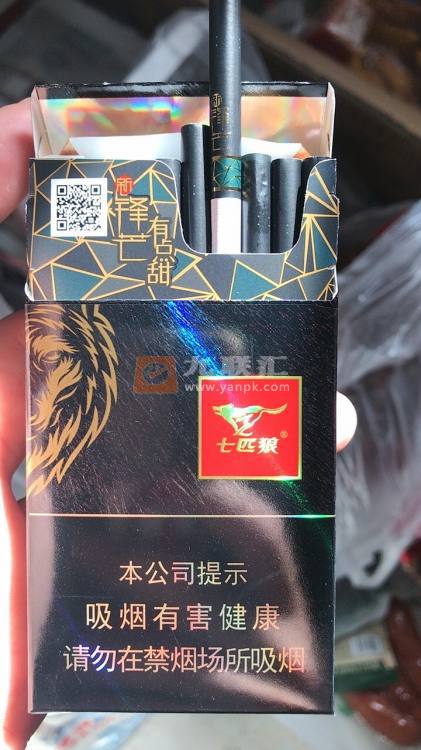 新
锋芒
有点甜
九联汇
www.yanpk.com
七匹狼®
本公司提示
吸烟有害健康
请勿在禁烟场所吸烟